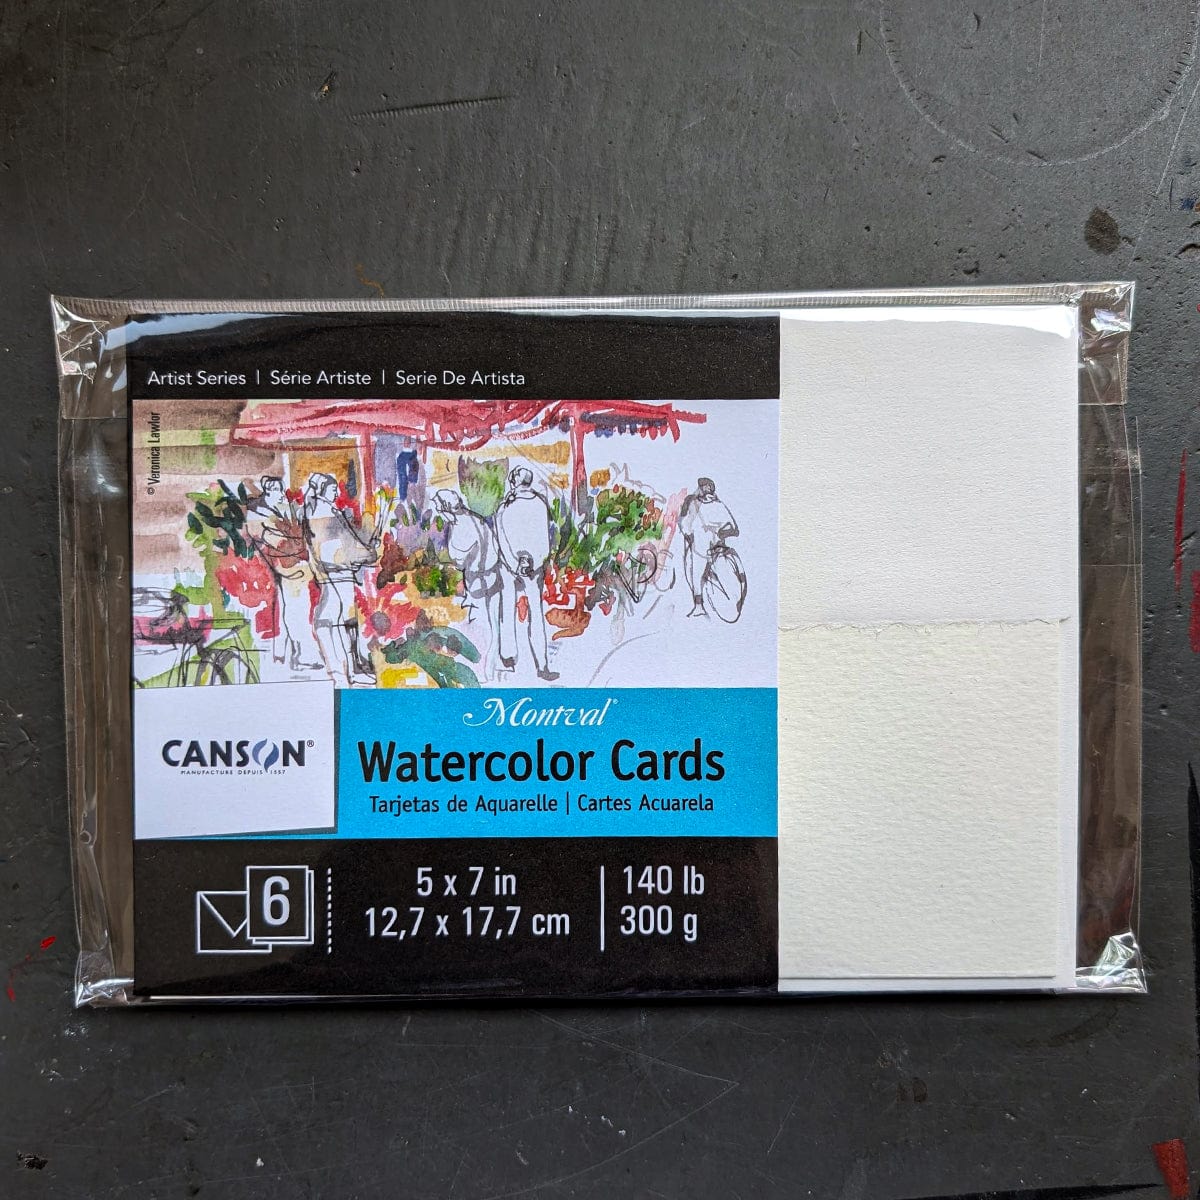 Artist Series | Série Artiste | Serie De Artista
© Veronica Lawlor
Montval®
CANSON®
MANUFACTURE DEPUIS 1557
Watercolor Cards
Tarjetas de Aquarelle | Cartes Acuarela
6
5 x 7 in
12,7 x 17,7 cm
140 lb
300 g